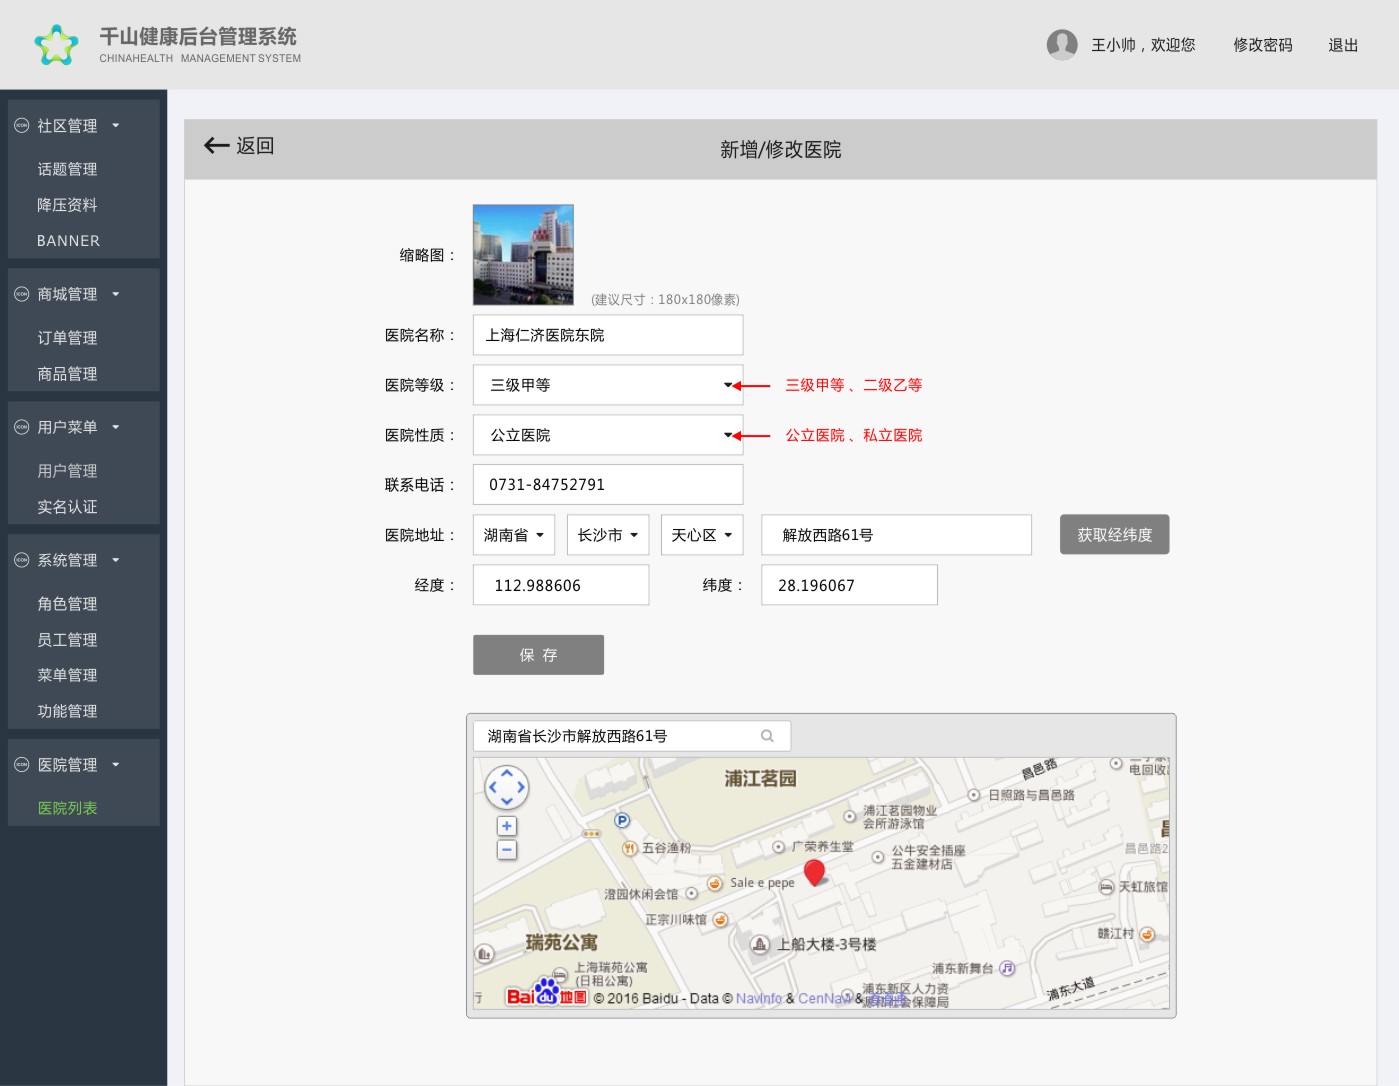 千山健康后台管理系统
CHINAHEALTH MANAGEMENT SYSTEM
王小帅，欢迎您 修改密码 退出
社区管理
话题管理
降压资料
BANNER
商城管理
订单管理
商品管理
用户菜单
用户管理
实名认证
系统管理
角色管理
员工管理
菜单管理
功能管理
医院管理
医院列表
返回
新增/修改医院
缩略图：
(建议尺寸：180x180像素)
医院名称： 上海仁济医院东院
医院等级： 三级甲等 三级甲等 、二级乙等
医院性质： 公立医院 公立医院 、私立医院
联系电话： 0731-84752791
医院地址： 湖南省 长沙市 天心区 解放西路61号 获取经纬度
经度： 112.988606 纬度： 28.196067
保 存
湖南省长沙市解放西路61号
浦江茗园
昌邑路
电回收
日照路与昌邑路
浦江茗园物业
会所游泳馆
P
五谷渔粉
广荣养生堂
公牛安全插座
五金建材店
昌邑路2
昌
Sale e pepe
天虹旅馆
澄园休闲会馆
正宗川味馆
赣江村
瑞苑公寓
上船大楼-3号楼
上海瑞苑公寓
(日租公寓)
浦东新舞台
浦东大道
浦东新区人力资
会保障局
行
Bai du 地图 © 2016 Baidu - Data © NavInfo & CenNavi &